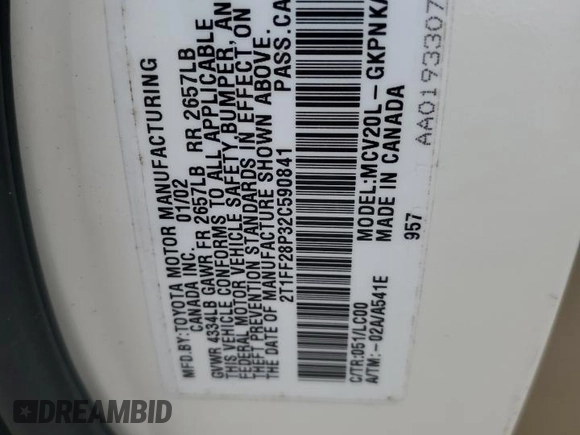 MFD.BY:TOYOTA MOTOR MANUFACTURING
CANADA INC. 01/02
GVWR 4334LB GAWR FR 2657LB RR 2657LB
THIS VEHICLE CONFORMS TO ALL APPLICABLE
FEDERAL MOTOR VEHICLE SAFETY, BUMPER, AN
THEFT PREVENTION STANDARDS IN EFFECT ON
THE DATE OF MANUFACTURE SHOWN ABOVE.
2T1FF28P32C590841 PASS.CA
C/TR:051/LC00 MODEL:MCV20L-GKPNKA
A/TM:-02A/A541E MADE IN CANADA
957 AA0193307
DREAMBID